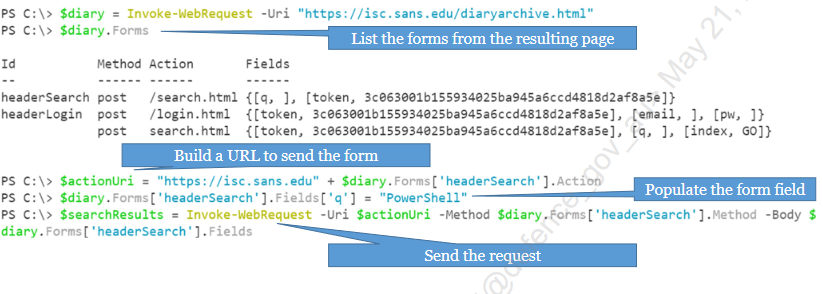 PS C:\> $diary = Invoke-WebRequest -Uri "https://isc.sans.edu/diaryarchive.html"
PS C:\> $diary.Forms
List the forms from the resulting page
Id Method Action Fields
-- ------ ------ ------
headerSearch post /search.html {[q, ], [token, 3c063001b155934025ba945a6ccd4818d2af8a5e]}
headerLogin post /login.html {[token, 3c063001b155934025ba945a6ccd4818d2af8a5e], [email, ], [pw, ]}
post search.html {[token, 3c063001b155934025ba945a6ccd4818d2af8a5e], [q, ], [index, GO]}
Build a URL to send the form
PS C:\> $actionUri = "https://isc.sans.edu" + $diary.Forms['headerSearch'].Action
Populate the form field
PS C:\> $diary.Forms['headerSearch'].Fields['q'] = "PowerShell"
PS C:\> $searchResults = Invoke-WebRequest -Uri $actionUri -Method $diary.Forms['headerSearch'].Method -Body $
diary.Forms['headerSearch'].Fields
Send the request
May 21,